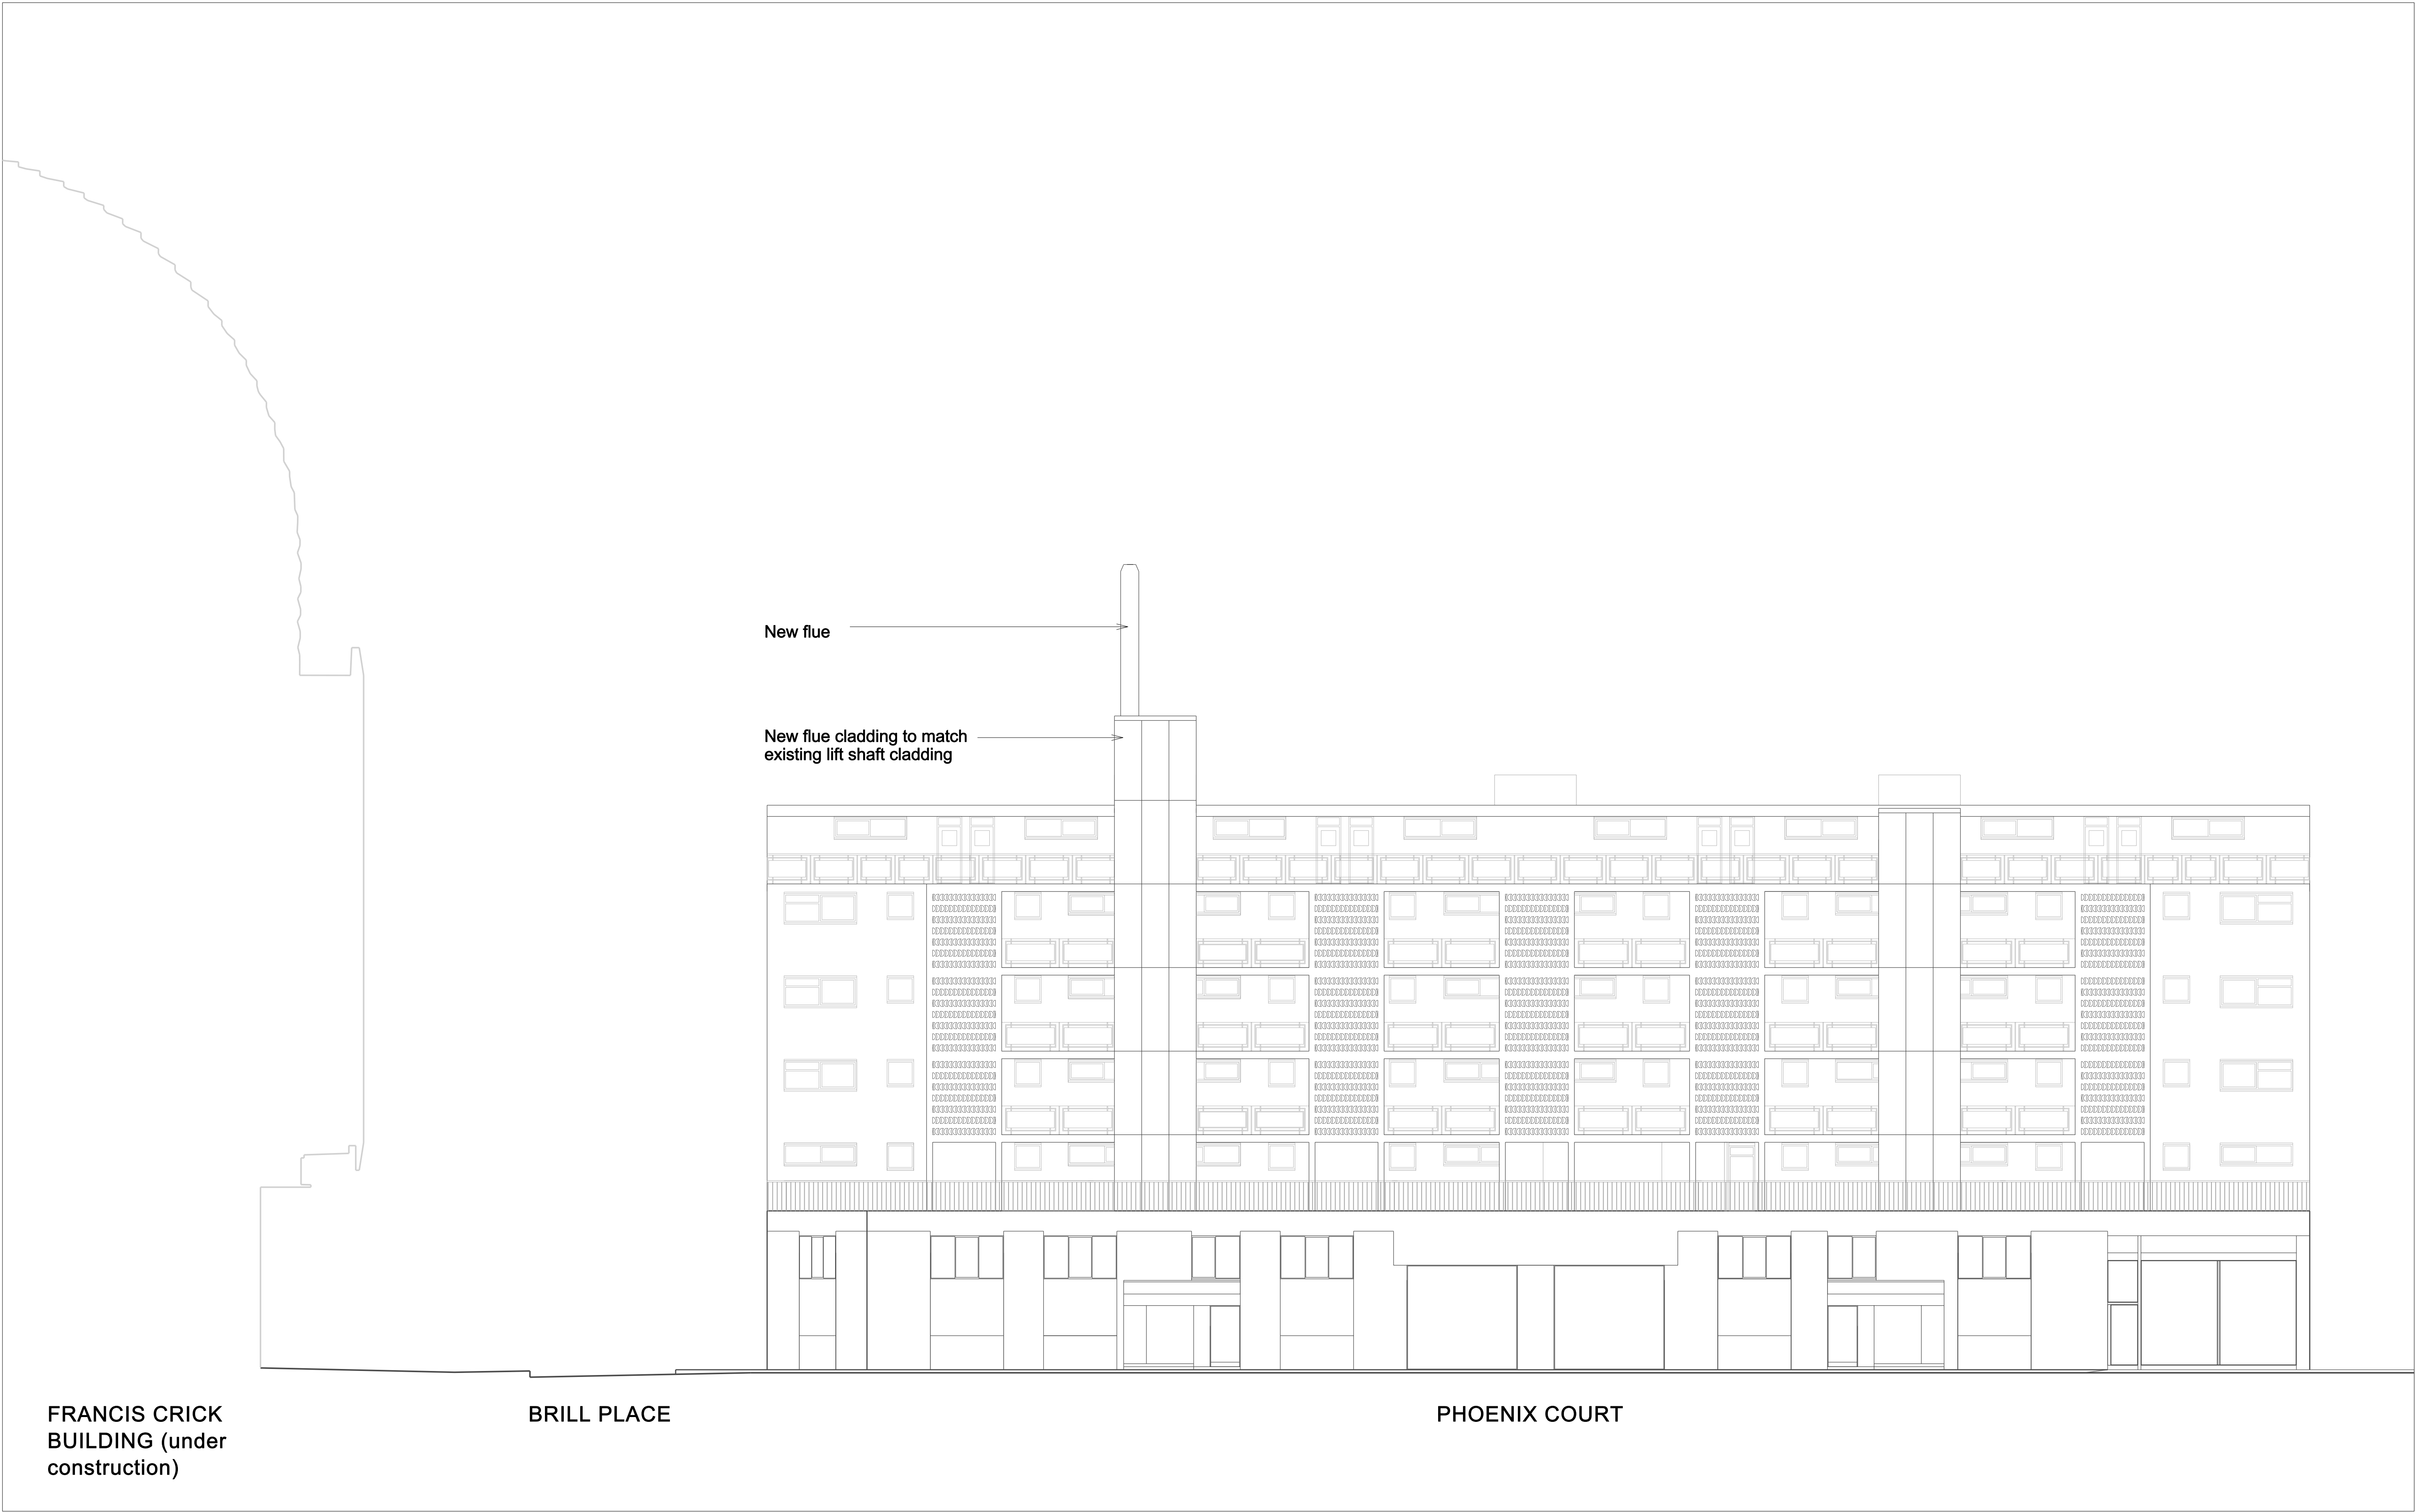 New flue
New flue cladding to match
existing lift shaft cladding
FRANCIS CRICK
BUILDING (under
construction)
BRILL PLACE
PHOENIX COURT